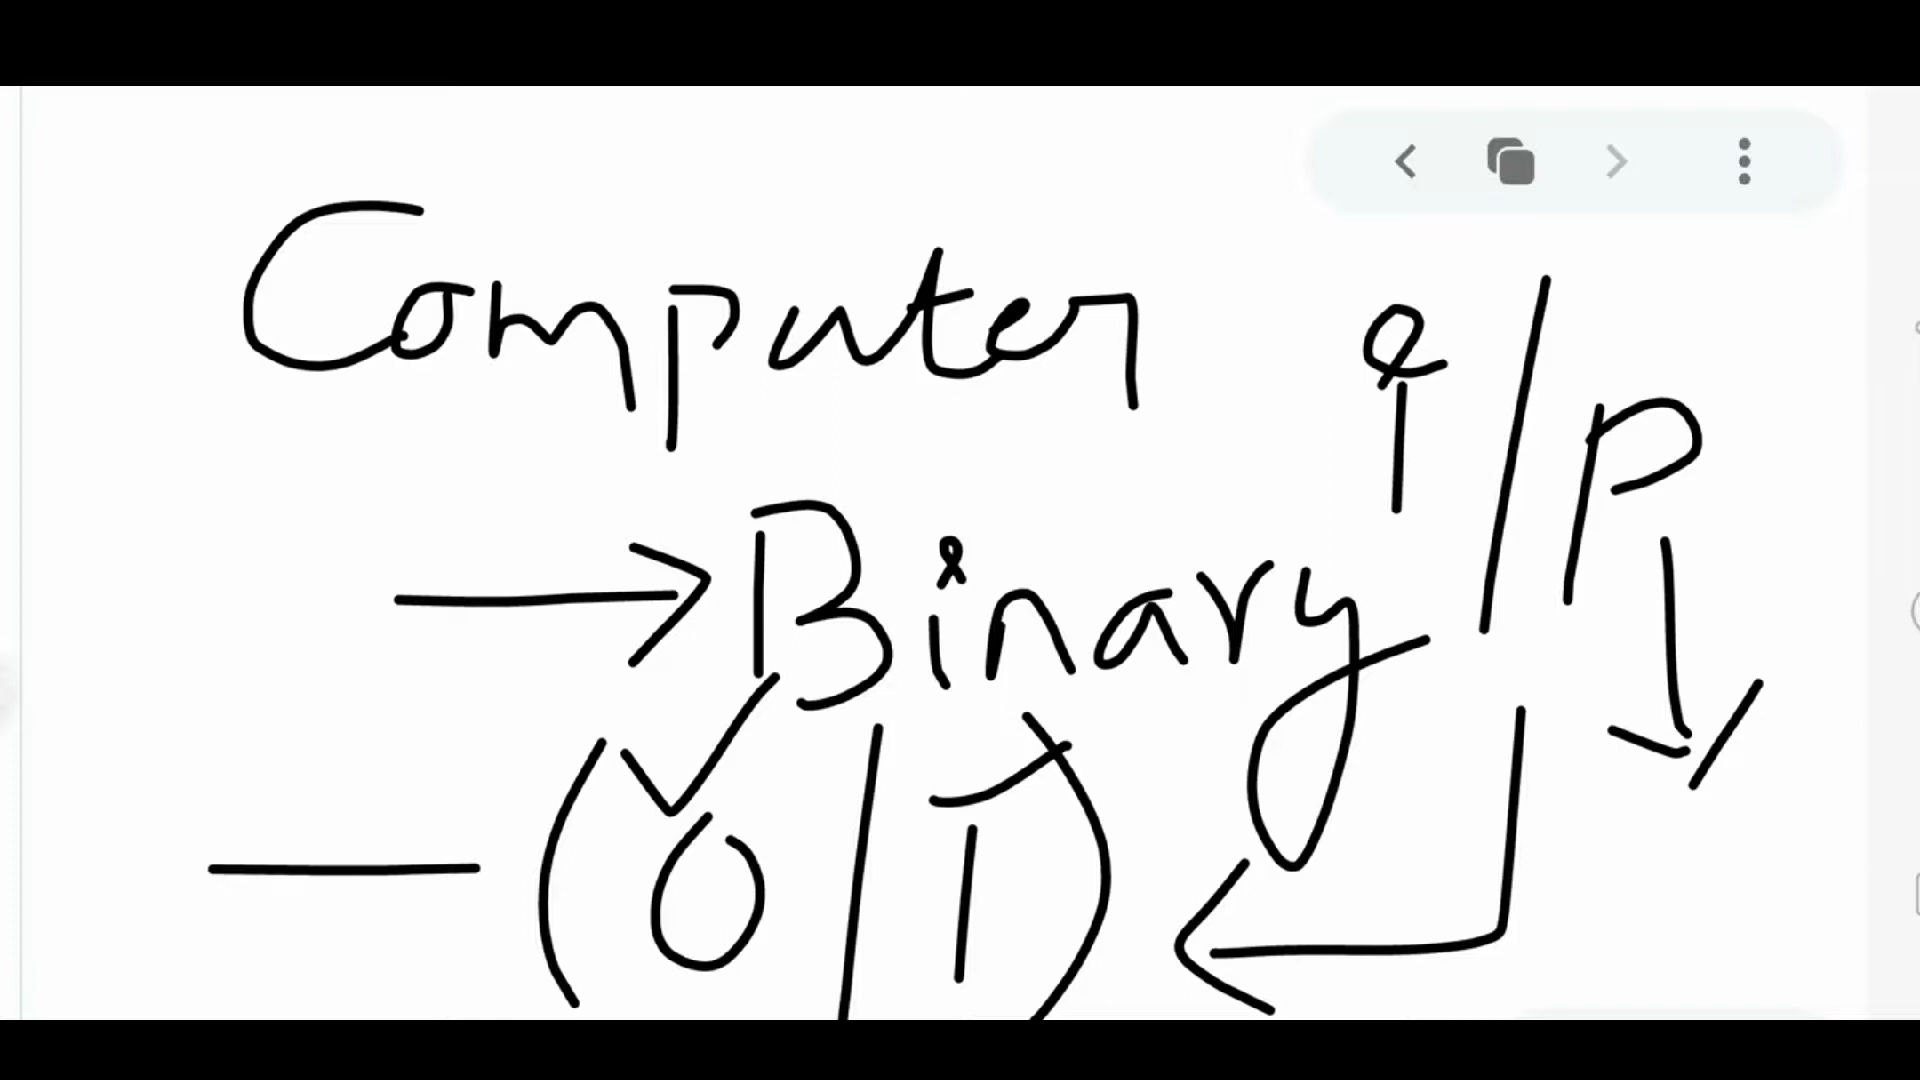 Computer i/P
→ Binary
— (0/1)